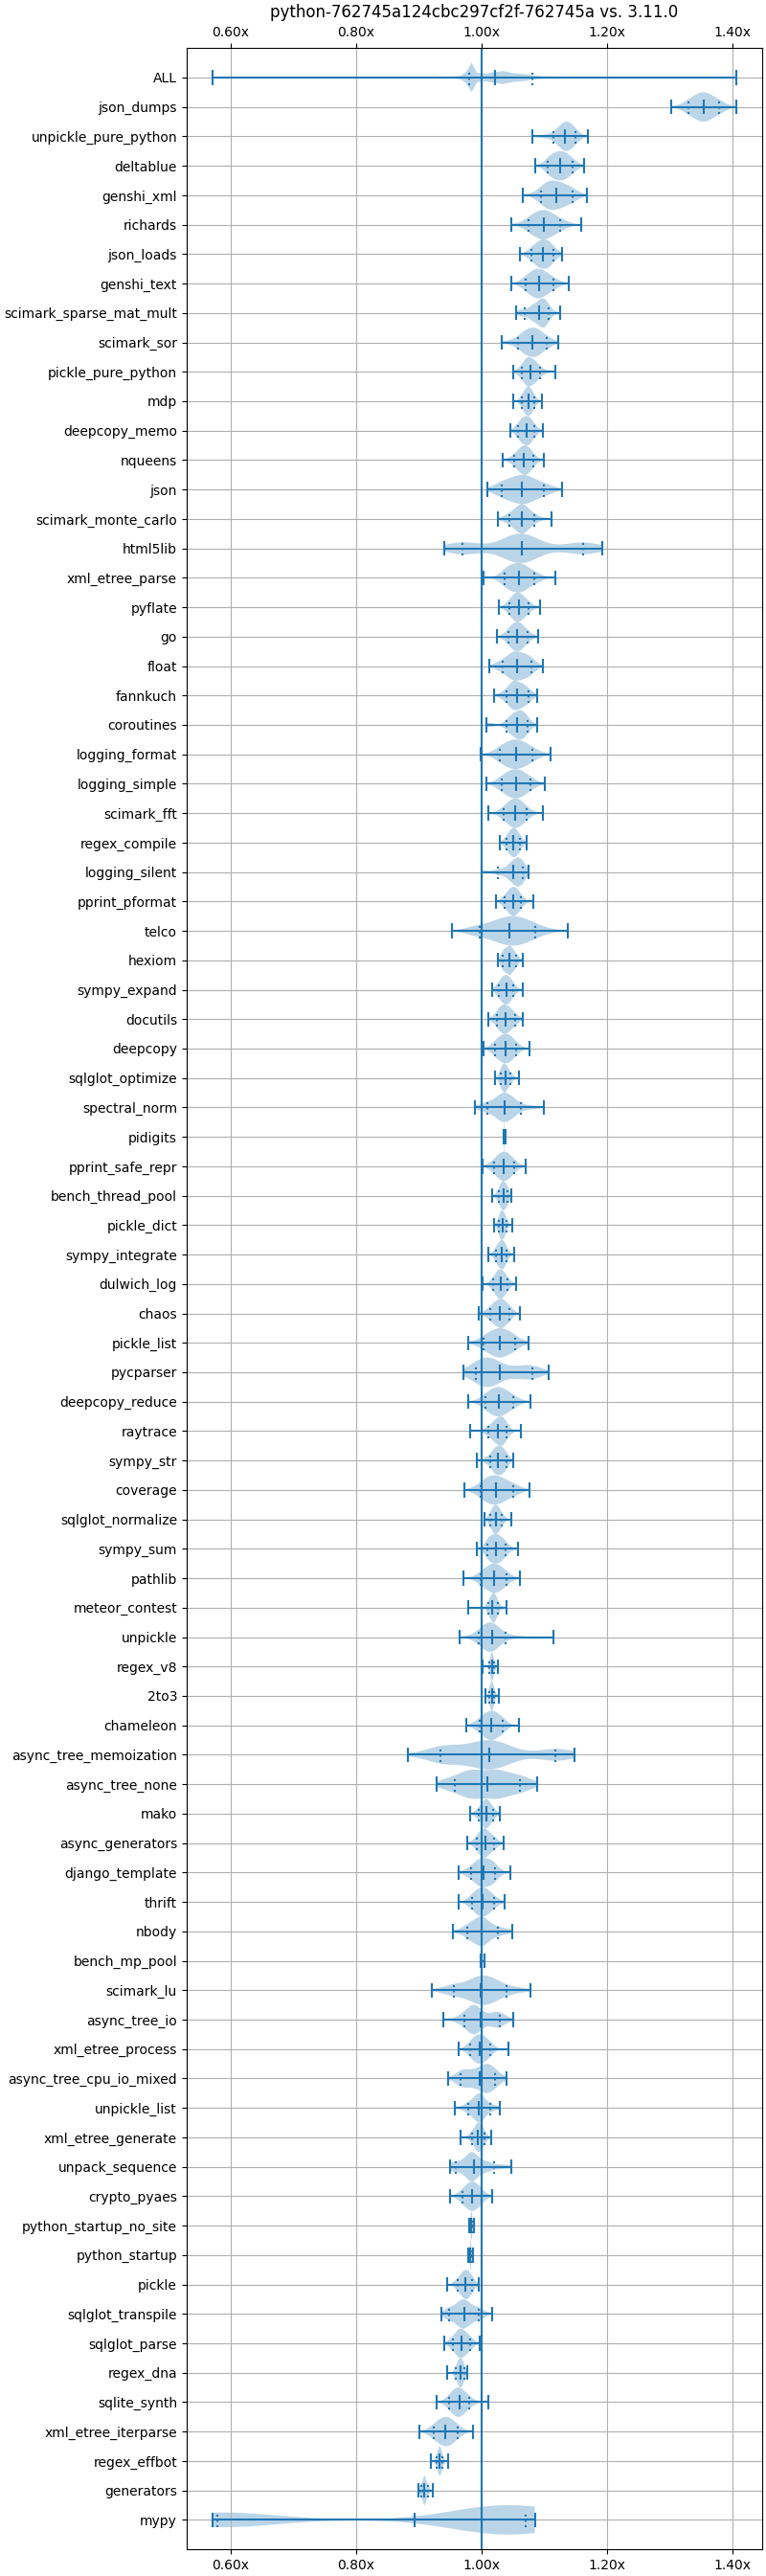 python-762745a124cbc297cf2f-762745a vs. 3.11.0
0.60x 0.80x 1.00x 1.20x 1.40x
ALL
json_dumps
unpickle_pure_python
deltablue
genshi_xml
richards
json_loads
genshi_text
scimark_sparse_mat_mult
scimark_sor
pickle_pure_python
mdp
deepcopy_memo
nqueens
json
scimark_monte_carlo
html5lib
xml_etree_parse
pyflate
go
float
fannkuch
coroutines
logging_format
logging_simple
scimark_fft
regex_compile
logging_silent
pprint_pformat
telco
hexiom
sympy_expand
docutils
deepcopy
sqlglot_optimize
spectral_norm
pidigits
pprint_safe_repr
bench_thread_pool
pickle_dict
sympy_integrate
dulwich_log
chaos
pickle_list
pycparser
deepcopy_reduce
raytrace
sympy_str
coverage
sqlglot_normalize
sympy_sum
pathlib
meteor_contest
unpickle
regex_v8
2to3
chameleon
async_tree_memoization
async_tree_none
mako
async_generators
django_template
thrift
nbody
bench_mp_pool
scimark_lu
async_tree_io
xml_etree_process
async_tree_cpu_io_mixed
unpickle_list
xml_etree_generate
unpack_sequence
crypto_pyaes
python_startup_no_site
python_startup
pickle
sqlglot_transpile
sqlglot_parse
regex_dna
sqlite_synth
xml_etree_iterparse
regex_effbot
generators
mypy
0.60x 0.80x 1.00x 1.20x 1.40x